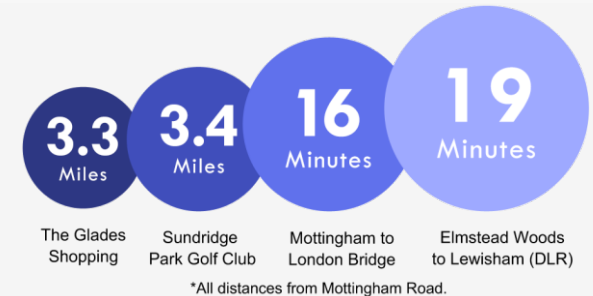 3.3
Miles
3.4
Miles
16
Minutes
19
Minutes
The Glades
Shopping
Sundridge
Park Golf Club
Mottingham to
London Bridge
Elmstead Woods
to Lewisham (DLR)
*All distances from Mottingham Road.